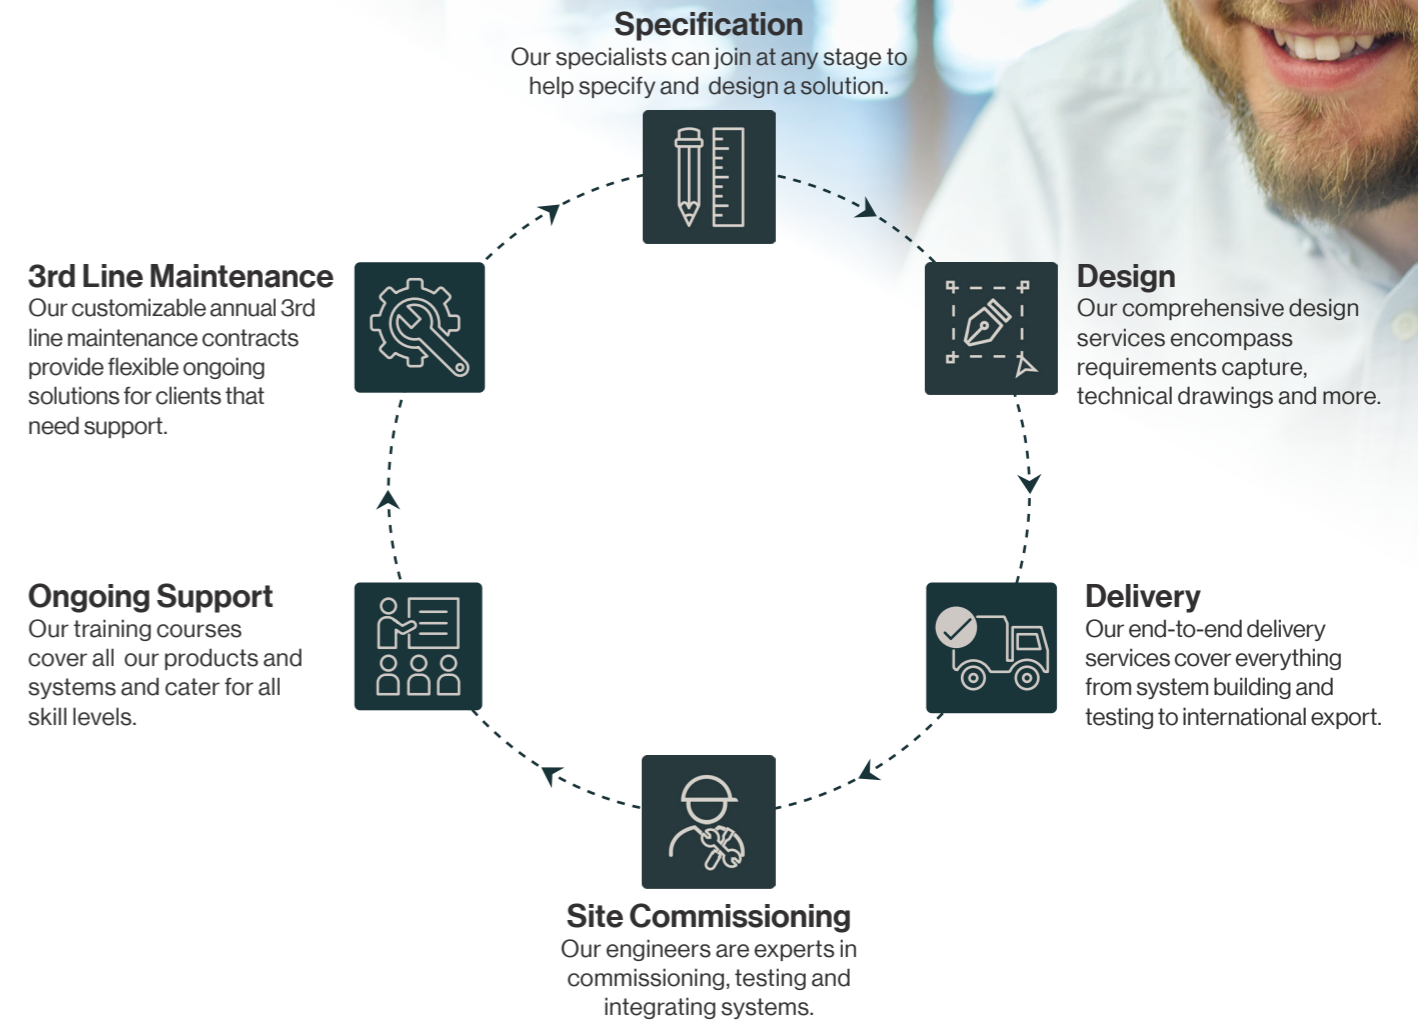 Specification
Our specialists can join at any stage to
help specify and design a solution.
Design
Our comprehensive design
services encompass
requirements capture,
technical drawings and more.
Delivery
Our end-to-end delivery
services cover everything
from system building and
testing to international export.
Site Commissioning
Our engineers are experts in
commissioning, testing and
integrating systems.
Ongoing Support
Our training courses
cover all our products and
systems and cater for all
skill levels.
3rd Line Maintenance
Our customizable annual 3rd
line maintenance contracts
provide flexible ongoing
solutions for clients that
need support.